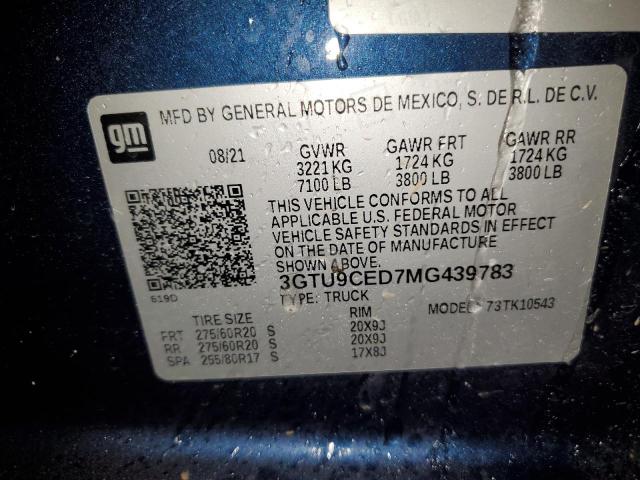 gm
MFD BY GENERAL MOTORS DE MEXICO, S. DE R.L. DE C.V.
08/21 GVWR GAWR FRT GAWR RR
3221 KG 1724 KG 1724 KG
7100 LB 3800 LB 3800 LB
THIS VEHICLE CONFORMS TO ALL
APPLICABLE U.S. FEDERAL MOTOR
VEHICLE SAFETY STANDARDS IN EFFECT
ON THE DATE OF MANUFACTURE
SHOWN ABOVE.
3GTU9CED7MG439783
619D
TYPE: TRUCK MODEL: 73TK10543
TIRE SIZE RIM
FRT 275/60R20 S 20X9J
RR 275/60R20 S 20X9J
SPA 255/80R17 S 17X8J